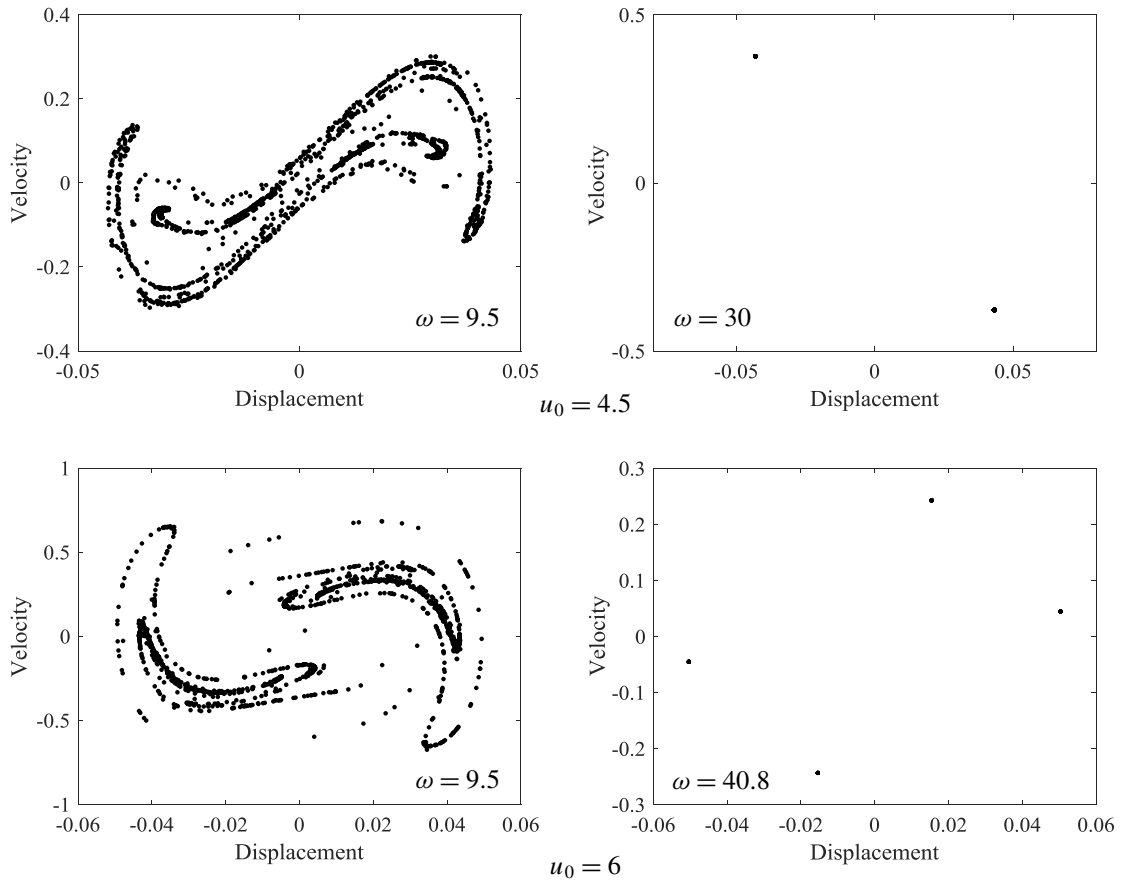 0.4
0.2
0
-0.2
-0.4
Velocity
-0.05
0
0.05
Displacement
ω = 9.5
0.5
0
-0.5
Velocity
-0.05
0
0.05
Displacement
ω = 30
u₀ = 4.5
1
0.5
0
-0.5
-1
Velocity
-0.06
-0.04
-0.02
0
0.02
0.04
0.06
Displacement
ω = 9.5
0.3
0.2
0.1
0
-0.1
-0.2
-0.3
Velocity
-0.06
-0.04
-0.02
0
0.02
0.04
0.06
Displacement
ω = 40.8
u₀ = 6